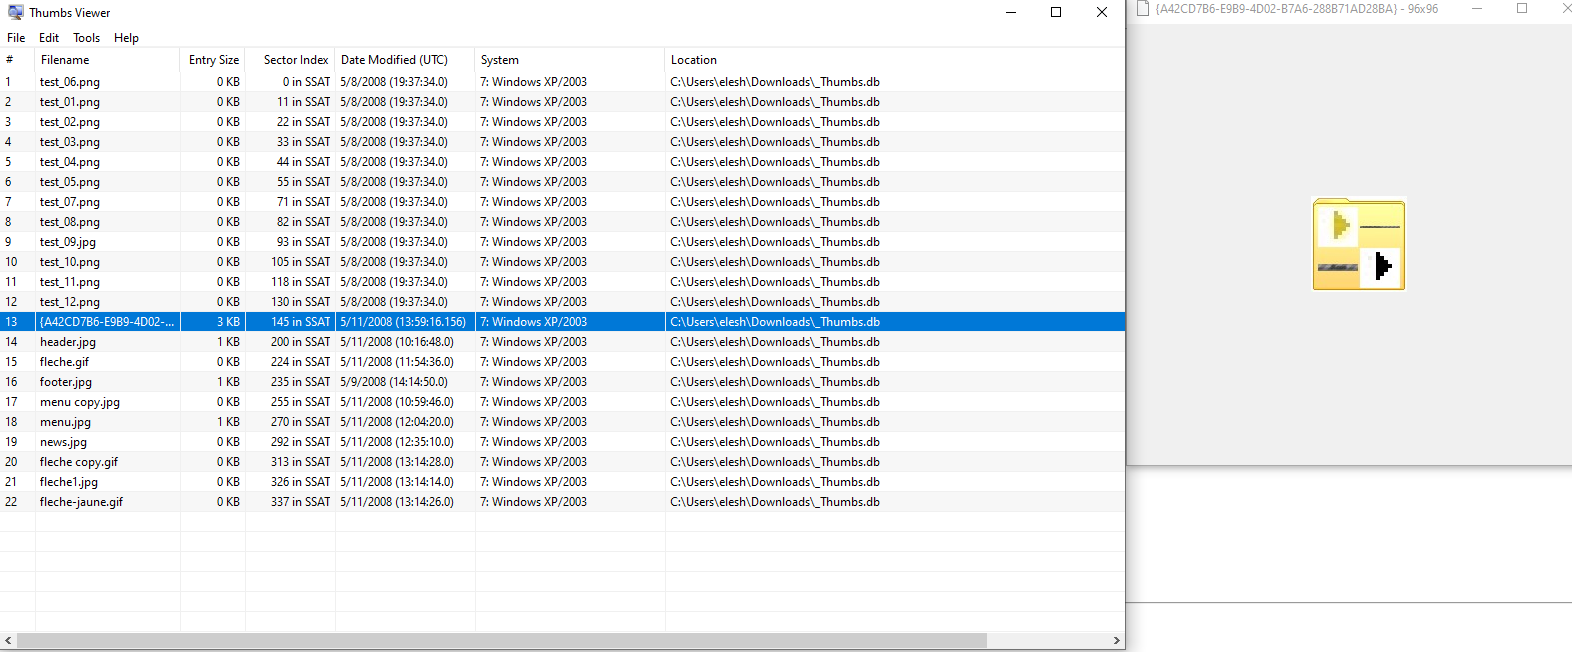 Thumbs Viewer
File Edit Tools Help
# Filename Entry Size Sector Index Date Modified (UTC) System Location
1 test_06.png 0 KB 0 in SSAT 5/8/2008 (19:37:34.0) 7: Windows XP/2003 C:\Users\elesh\Downloads\_Thumbs.db
2 test_01.png 0 KB 11 in SSAT 5/8/2008 (19:37:34.0) 7: Windows XP/2003 C:\Users\elesh\Downloads\_Thumbs.db
3 test_02.png 0 KB 22 in SSAT 5/8/2008 (19:37:34.0) 7: Windows XP/2003 C:\Users\elesh\Downloads\_Thumbs.db
4 test_03.png 0 KB 33 in SSAT 5/8/2008 (19:37:34.0) 7: Windows XP/2003 C:\Users\elesh\Downloads\_Thumbs.db
5 test_04.png 0 KB 44 in SSAT 5/8/2008 (19:37:34.0) 7: Windows XP/2003 C:\Users\elesh\Downloads\_Thumbs.db
6 test_05.png 0 KB 55 in SSAT 5/8/2008 (19:37:34.0) 7: Windows XP/2003 C:\Users\elesh\Downloads\_Thumbs.db
7 test_07.png 0 KB 71 in SSAT 5/8/2008 (19:37:34.0) 7: Windows XP/2003 C:\Users\elesh\Downloads\_Thumbs.db
8 test_08.png 0 KB 82 in SSAT 5/8/2008 (19:37:34.0) 7: Windows XP/2003 C:\Users\elesh\Downloads\_Thumbs.db
9 test_09.jpg 0 KB 93 in SSAT 5/8/2008 (19:37:34.0) 7: Windows XP/2003 C:\Users\elesh\Downloads\_Thumbs.db
10 test_10.png 0 KB 105 in SSAT 5/8/2008 (19:37:34.0) 7: Windows XP/2003 C:\Users\elesh\Downloads\_Thumbs.db
11 test_11.png 0 KB 118 in SSAT 5/8/2008 (19:37:34.0) 7: Windows XP/2003 C:\Users\elesh\Downloads\_Thumbs.db
12 test_12.png 0 KB 130 in SSAT 5/8/2008 (19:37:34.0) 7: Windows XP/2003 C:\Users\elesh\Downloads\_Thumbs.db
13 {A42CD7B6-E9B9-4D02-... 3 KB 145 in SSAT 5/11/2008 (13:59:16.156) 7: Windows XP/2003 C:\Users\elesh\Downloads\_Thumbs.db
14 header.jpg 1 KB 200 in SSAT 5/11/2008 (10:16:48.0) 7: Windows XP/2003 C:\Users\elesh\Downloads\_Thumbs.db
15 fleche.gif 0 KB 224 in SSAT 5/11/2008 (11:54:36.0) 7: Windows XP/2003 C:\Users\elesh\Downloads\_Thumbs.db
16 footer.jpg 1 KB 235 in SSAT 5/9/2008 (14:14:50.0) 7: Windows XP/2003 C:\Users\elesh\Downloads\_Thumbs.db
17 menu copy.jpg 0 KB 255 in SSAT 5/11/2008 (10:59:46.0) 7: Windows XP/2003 C:\Users\elesh\Downloads\_Thumbs.db
18 menu.jpg 1 KB 270 in SSAT 5/11/2008 (12:04:20.0) 7: Windows XP/2003 C:\Users\elesh\Downloads\_Thumbs.db
19 news.jpg 0 KB 292 in SSAT 5/11/2008 (12:35:10.0) 7: Windows XP/2003 C:\Users\elesh\Downloads\_Thumbs.db
20 fleche copy.gif 0 KB 313 in SSAT 5/11/2008 (13:14:28.0) 7: Windows XP/2003 C:\Users\elesh\Downloads\_Thumbs.db
21 fleche1.jpg 0 KB 326 in SSAT 5/11/2008 (13:14:14.0) 7: Windows XP/2003 C:\Users\elesh\Downloads\_Thumbs.db
22 fleche-jaune.gif 0 KB 337 in SSAT 5/11/2008 (13:14:26.0) 7: Windows XP/2003 C:\Users\elesh\Downloads\_Thumbs.db
{A42CD7B6-E9B9-4D02-B7A6-288B71AD28BA} - 96x96